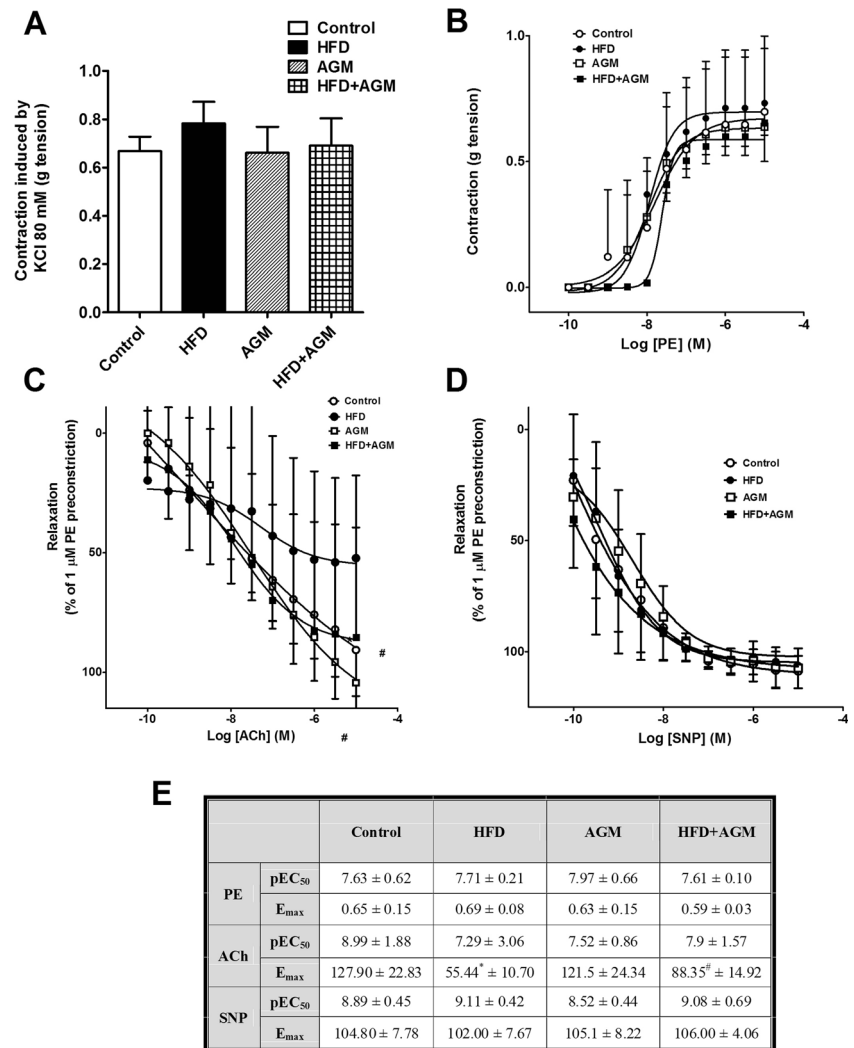 A
Control
HFD
AGM
HFD+AGM
Contraction induced by
KCl 80 mM (g tension)
1.0
0.8
0.6
0.4
0.2
0.0
Control
HFD
AGM
HFD+AGM
B
Control
HFD
AGM
HFD+AGM
Contraction (g tension)
1.0
0.5
0.0
-10 -8 -6 -4
Log [PE] (M)
C
Control
HFD
AGM
HFD+AGM
Relaxation
(% of 1 μM PE preconstriction)
0
50
100
*
#
-10 -8 -6 -4
Log [ACh] (M)
#
D
Control
HFD
AGM
HFD+AGM
Relaxation
(% of 1 μM PE preconstriction)
0
50
100
-10 -8 -6 -4
Log [SNP] (M)
E
Control HFD AGM HFD+AGM
PE pEC50 7.63 ± 0.62 7.71 ± 0.21 7.97 ± 0.66 7.61 ± 0.10
Emax 0.65 ± 0.15 0.69 ± 0.08 0.63 ± 0.15 0.59 ± 0.03
ACh pEC50 8.99 ± 1.88 7.29 ± 3.06 7.52 ± 0.86 7.9 ± 1.57
Emax 127.90 ± 22.83 55.44* ± 10.70 121.5 ± 24.34 88.35# ± 14.92
SNP pEC50 8.89 ± 0.45 9.11 ± 0.42 8.52 ± 0.44 9.08 ± 0.69
Emax 104.80 ± 7.78 102.00 ± 7.67 105.1 ± 8.22 106.00 ± 4.06